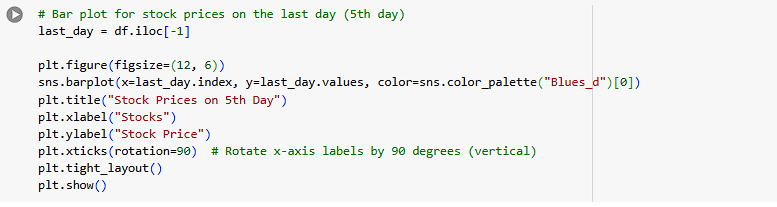 # Bar plot for stock prices on the last day (5th day)
last_day = df.iloc[-1]
plt.figure(figsize=(12, 6))
sns.barplot(x=last_day.index, y=last_day.values, color=sns.color_palette("Blues_d")[0])
plt.title("Stock Prices on 5th Day")
plt.xlabel("Stocks")
plt.ylabel("Stock Price")
plt.xticks(rotation=90)  # Rotate x-axis labels by 90 degrees (vertical)
plt.tight_layout()
plt.show()